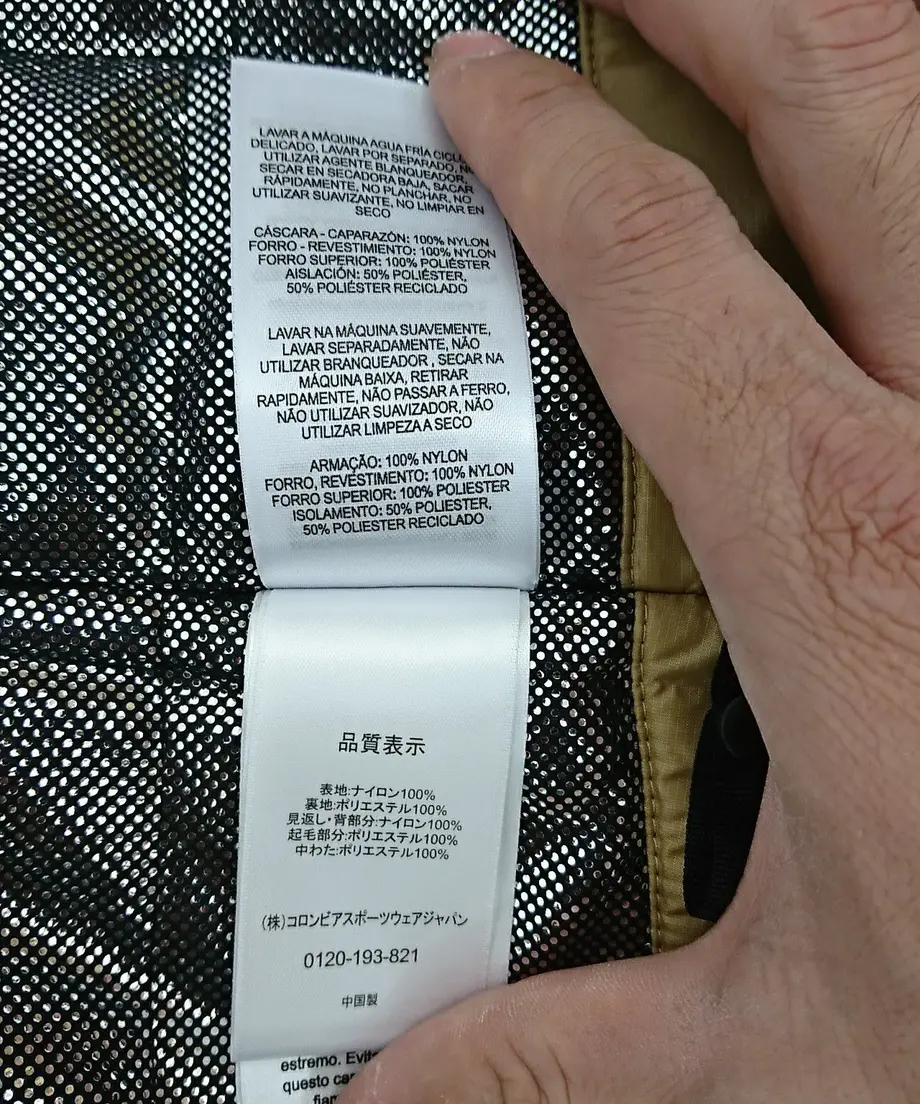 LAVAR A MÁQUINA AGUA FRÍA
DELICADO, LAVAR POR SEPARADO,
UTILIZAR AGENTE BLANQUEADOR,
SECAR EN SECADORA BAJA, SACAR
RÁPIDAMENTE, NO PLANCHAR, NO
UTILIZAR SUAVIZANTE, NO LIMPIAR EN
SECO
CÁSCARA - CAPARAZÓN: 100% NYLON
FORRO - REVESTIMIENTO: 100% NYLON
FORRO SUPERIOR: 100% POLIÉSTER
AISLACIÓN: 50% POLIÉSTER,
50% POLIÉSTER RECICLADO
LAVAR NA MÁQUINA SUAVEMENTE,
LAVAR SEPARADAMENTE, NÃO
UTILIZAR BRANQUEADOR , SECAR NA
MÁQUINA BAIXA, RETIRAR
RAPIDAMENTE, NÃO PASSAR A FERRO,
NÃO UTILIZAR SUAVIZADOR, NÃO
UTILIZAR LIMPEZA A SECO
ARMAÇÃO: 100% NYLON
FORRO, REVESTIMENTO: 100% NYLON
FORRO SUPERIOR: 100% POLIESTER
ISOLAMENTO: 50% POLIESTER,
50% POLIESTER RECICLADO
品質表示
表地:ナイロン100%
裏地:ポリエステル100%
見返し・背部分:ナイロン100%
起毛部分:ポリエステル100%
中わた:ポリエステル100%
(株)コロンビアスポーツウェアジャパン
0120-193-821
中国製
estremo.
questo